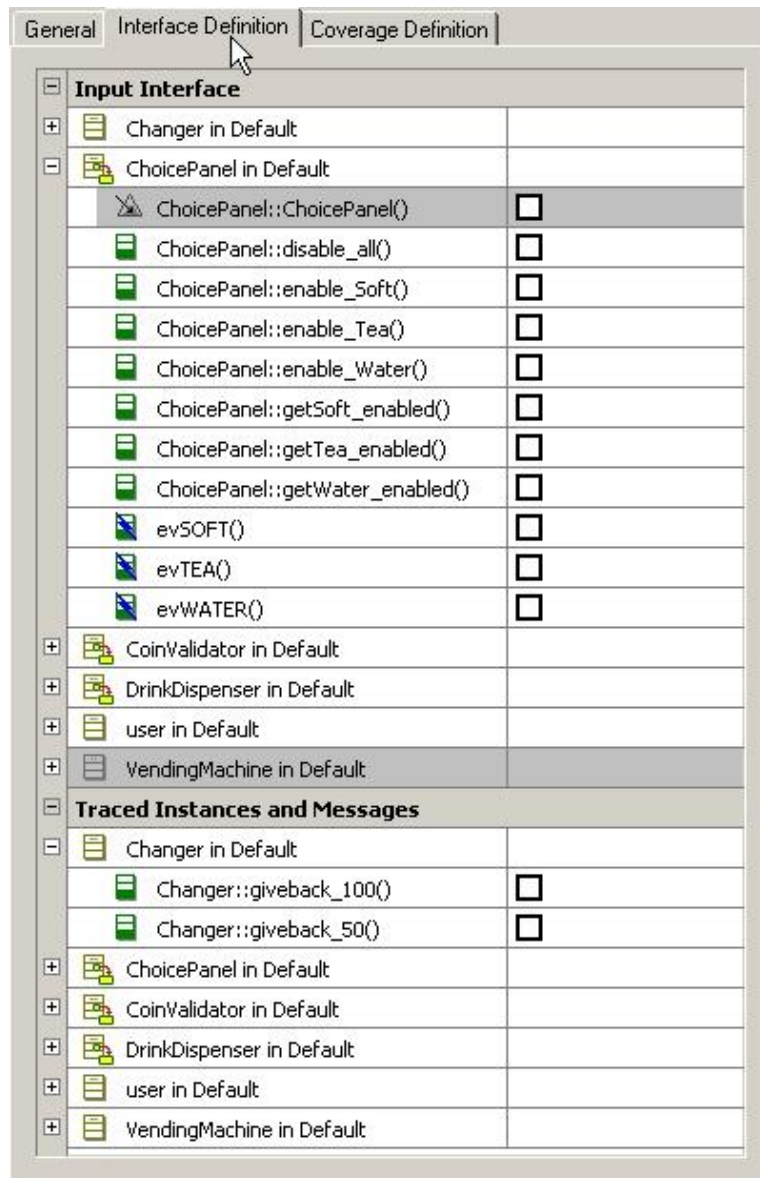 General Interface Definition Coverage Definition
Input Interface
Changer in Default
ChoicePanel in Default
ChoicePanel::ChoicePanel()
ChoicePanel::disable_all()
ChoicePanel::enable_Soft()
ChoicePanel::enable_Tea()
ChoicePanel::enable_Water()
ChoicePanel::getSoft_enabled()
ChoicePanel::getTea_enabled()
ChoicePanel::getWater_enabled()
evSOFT()
evTEA()
evWATER()
CoinValidator in Default
DrinkDispenser in Default
user in Default
VendingMachine in Default
Traced Instances and Messages
Changer in Default
Changer::giveback_100()
Changer::giveback_50()
ChoicePanel in Default
CoinValidator in Default
DrinkDispenser in Default
user in Default
VendingMachine in Default